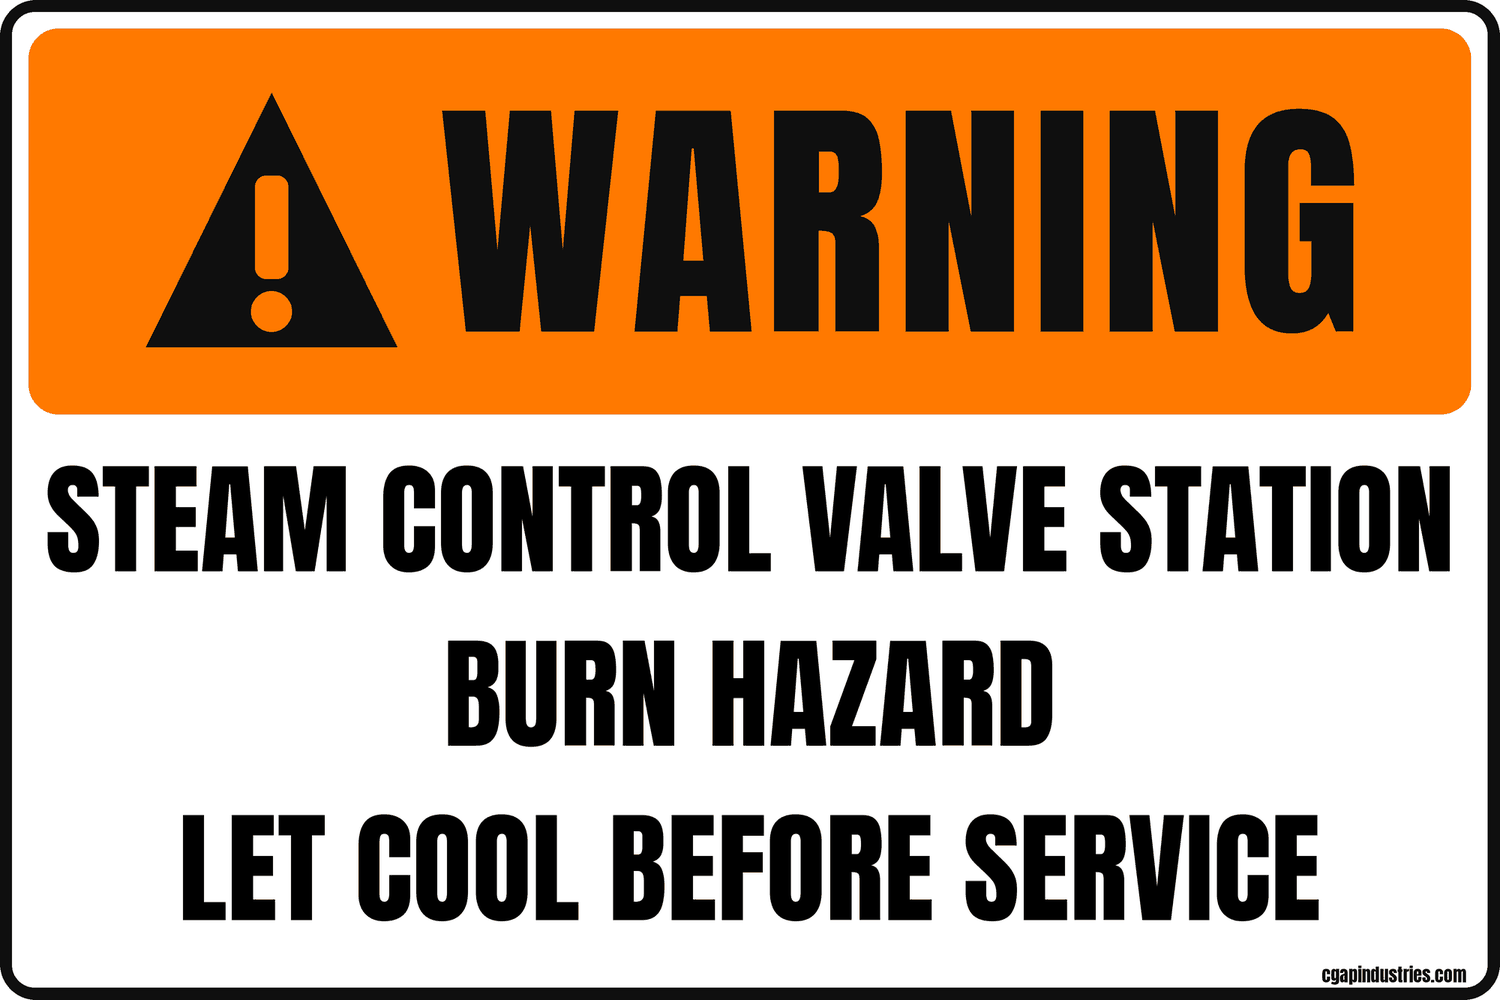 WARNING
STEAM CONTROL VALVE STATION
BURN HAZARD
LET COOL BEFORE SERVICE
cgapindustries.com